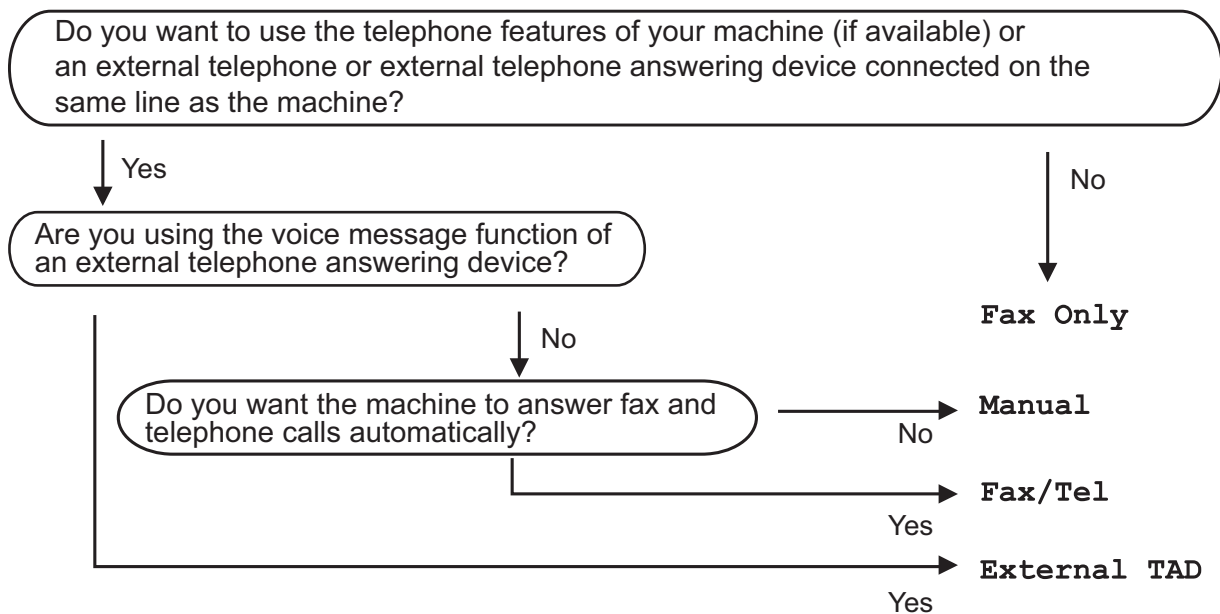 Do you want to use the telephone features of your machine (if available) or
an external telephone or external telephone answering device connected on the
same line as the machine?
Yes
No
Are you using the voice message function of
an external telephone answering device?
Fax Only
No
Do you want the machine to answer fax and
telephone calls automatically?
Manual
No
Fax/Tel
Yes
External TAD
Yes